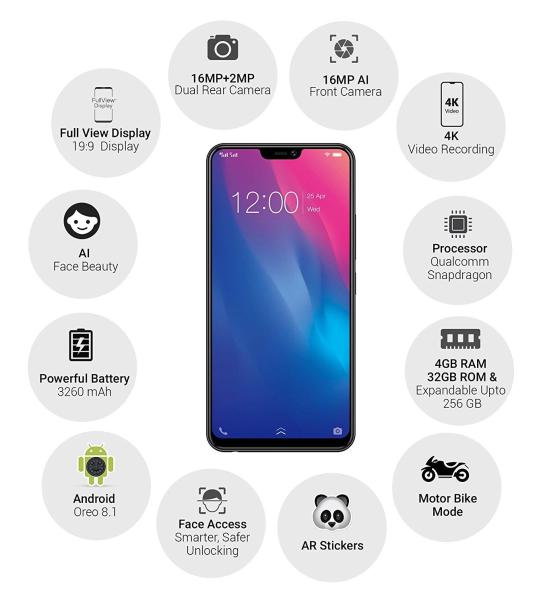 16MP+2MP
Dual Rear Camera
16MP AI
Front Camera
FullView™
Display
Full View Display
19:9 Display
4K
Video
4K
Video Recording
12:00
25 Apr
Wed
AI
Face Beauty
Processor
Qualcomm
Snapdragon
Powerful Battery
3260 mAh
4GB RAM
32GB ROM &
Expandable Upto
256 GB
Android
Oreo 8.1
Face Access
Smarter, Safer
Unlocking
AR Stickers
Motor Bike
Mode